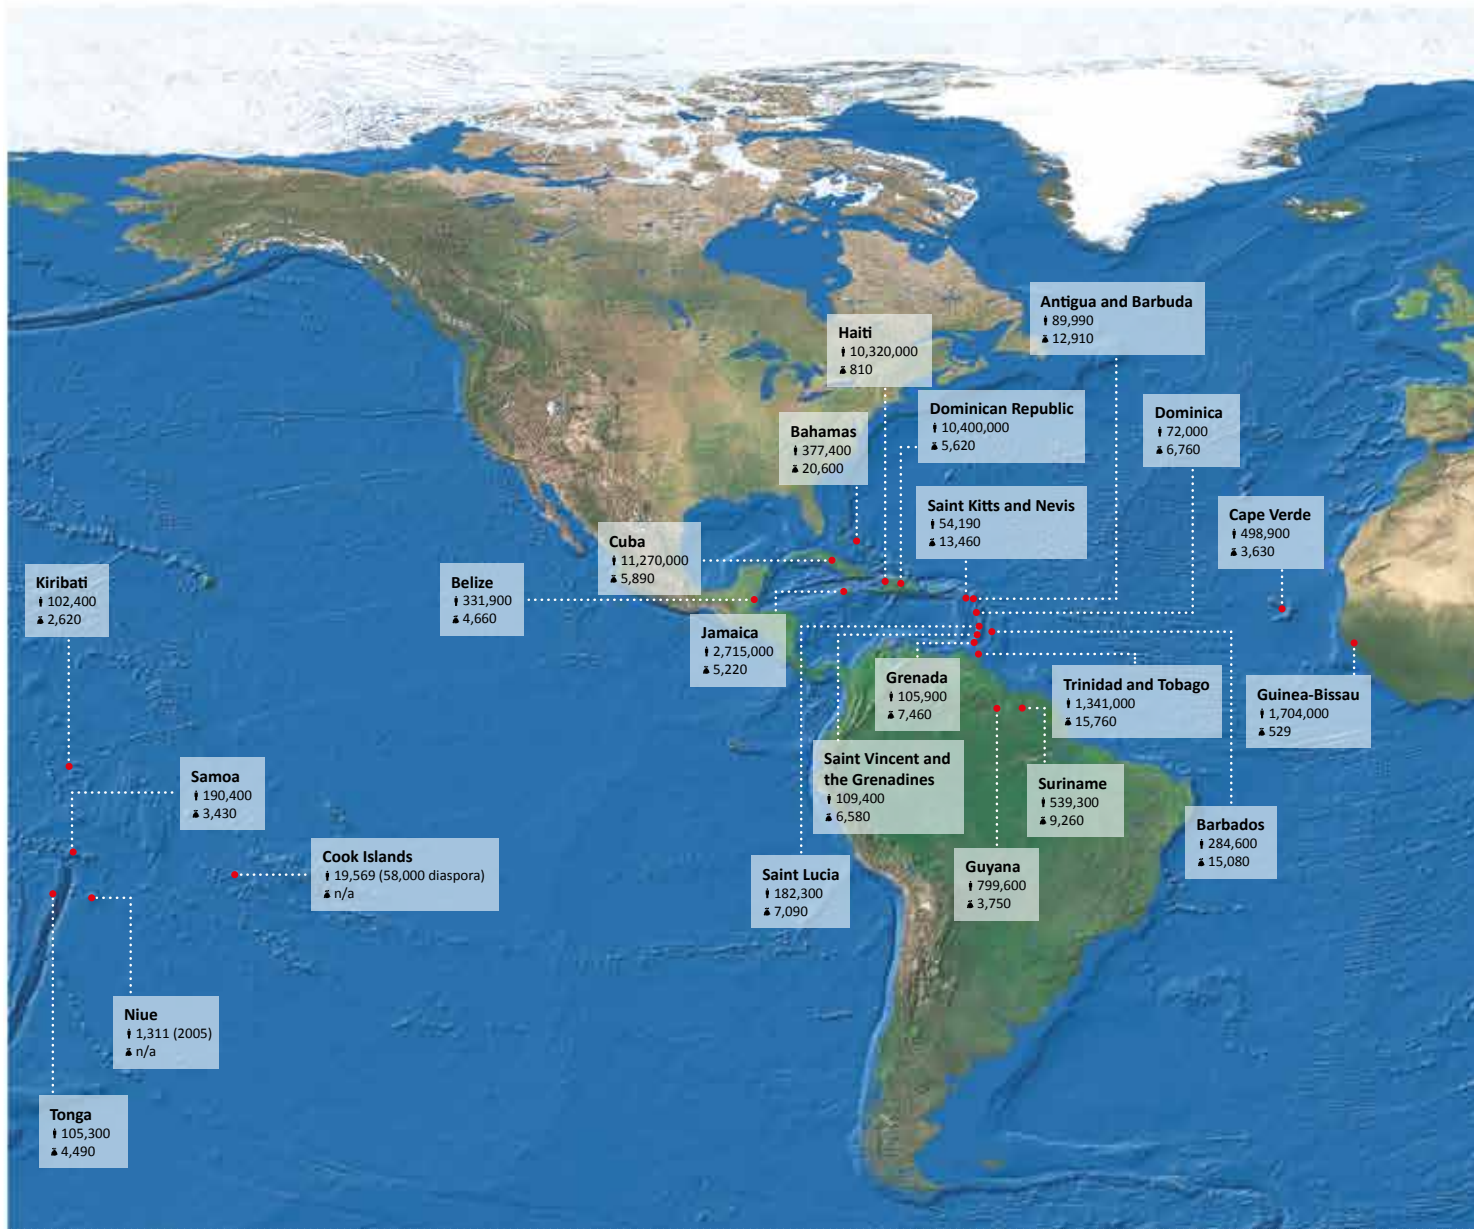 Antigua and Barbuda
89,990
12,910
Haiti
10,320,000
810
Dominican Republic
10,400,000
5,620
Dominica
72,000
6,760
Bahamas
377,400
20,600
Saint Kitts and Nevis
54,190
13,460
Cape Verde
498,900
3,630
Cuba
11,270,000
5,890
Kiribati
102,400
2,620
Belize
331,900
4,660
Jamaica
2,715,000
5,220
Grenada
105,900
7,460
Trinidad and Tobago
1,341,000
15,760
Guinea-Bissau
1,704,000
529
Saint Vincent and
the Grenadines
109,400
6,580
Samoa
190,400
3,430
Suriname
539,300
9,260
Barbados
284,600
15,080
Cook Islands
19,569 (58,000 diaspora)
n/a
Saint Lucia
182,300
7,090
Guyana
799,600
3,750
Niue
1,311 (2005)
n/a
Tonga
105,300
4,490